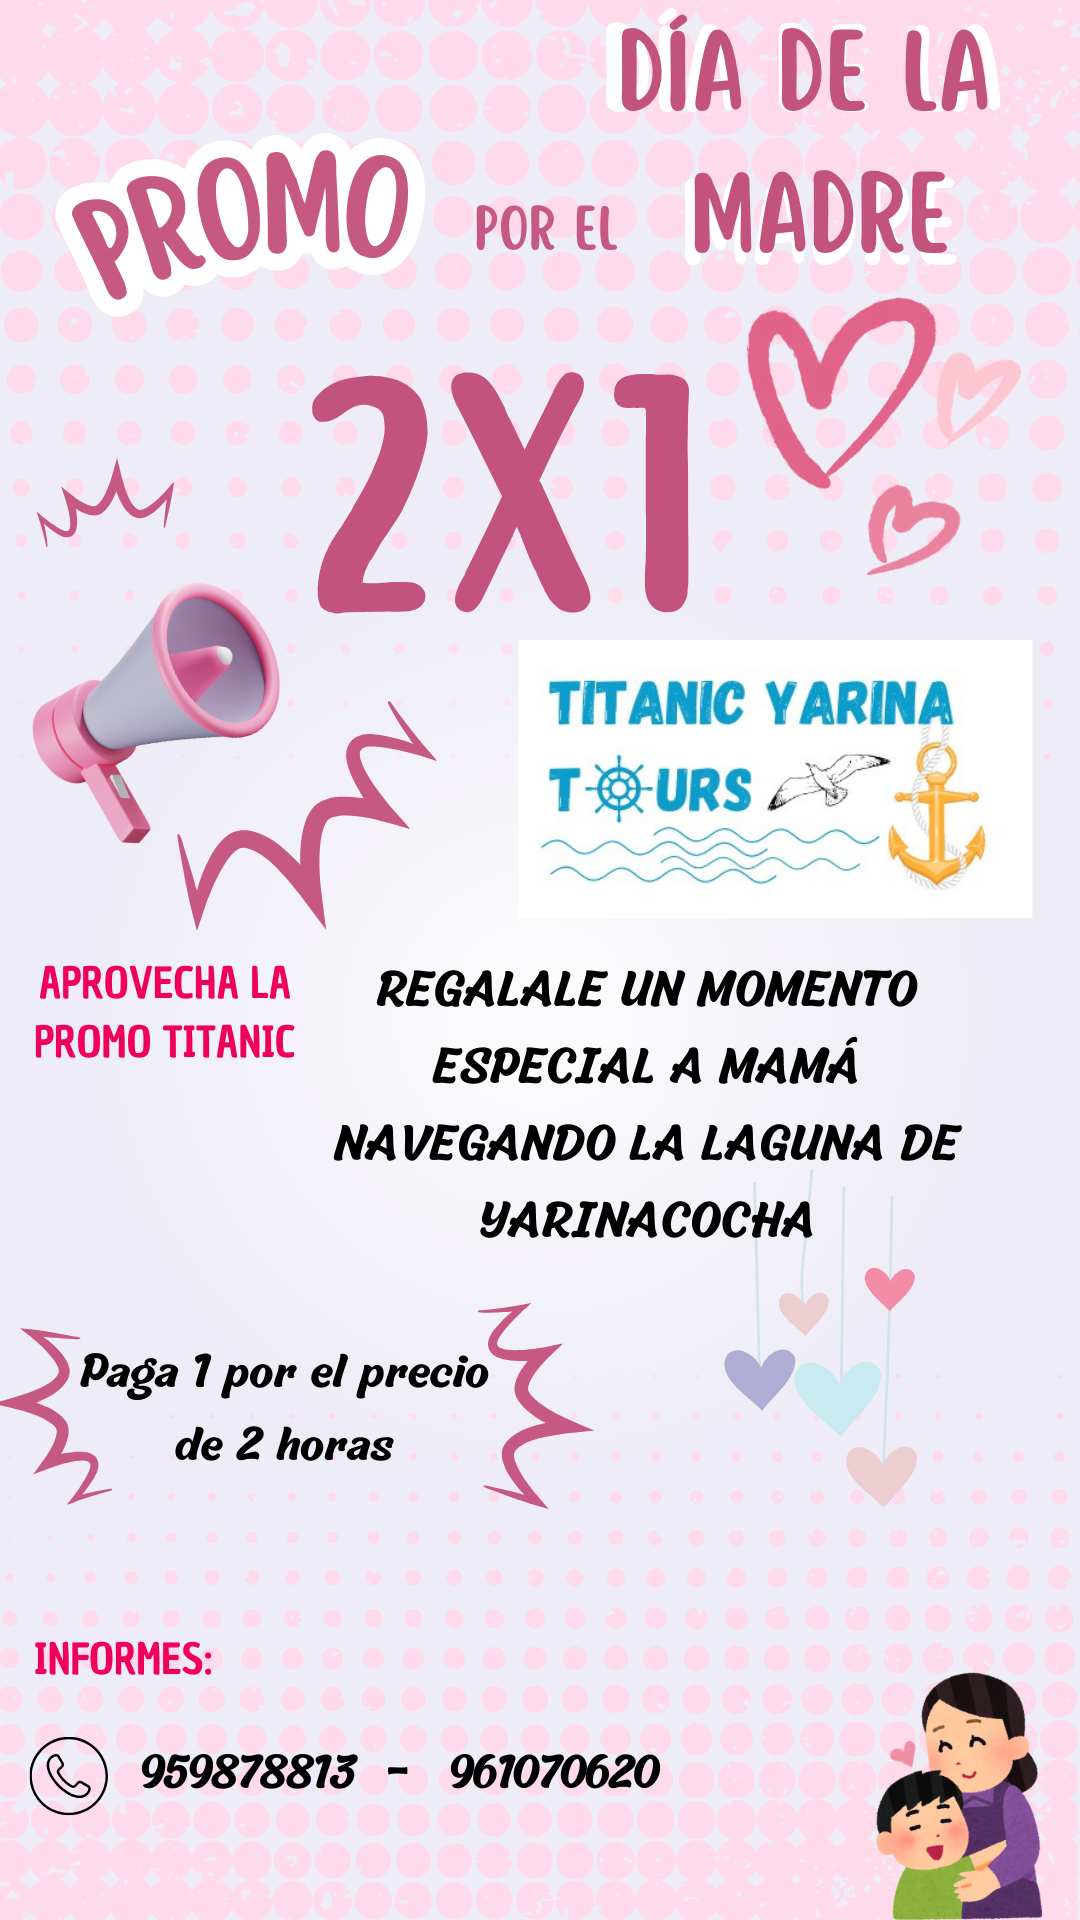 PROMO
POR EL
DÍA DE LA
MADRE
2X1
TITANIC YARINA
TOURS
APROVECHA LA
PROMO TITANIC
REGALALE UN MOMENTO
ESPECIAL A MAMÁ
NAVEGANDO LA LAGUNA DE
YARINACOCHA
Paga 1 por el precio
de 2 horas
INFORMES:
959878813 - 961070620